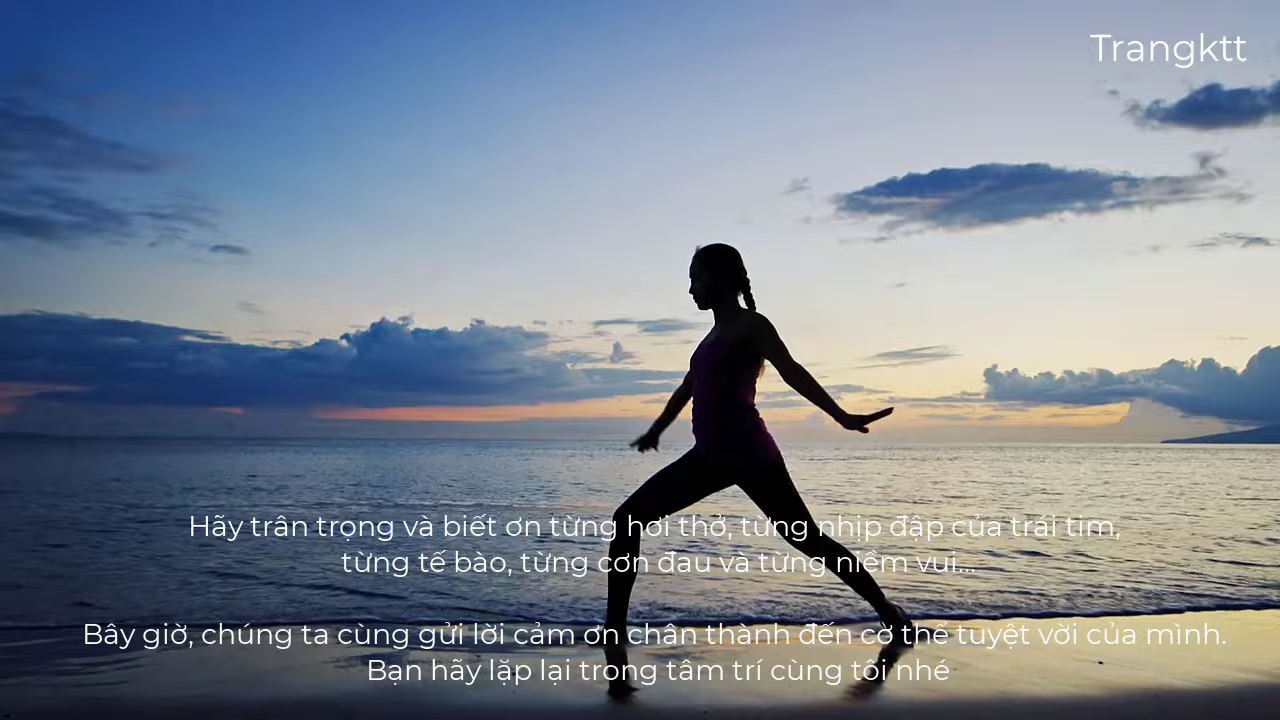 Trangktt
Hãy trân trọng và biết ơn từng hơi thở, từng nhịp đập của trái tim,
từng tế bào, từng cơn đau và từng niềm vui...
Bây giờ, chúng ta cùng gửi lời cảm ơn chân thành đến cơ thể tuyệt vời của mình.
Bạn hãy lặp lại trong tâm trí cùng tôi nhé